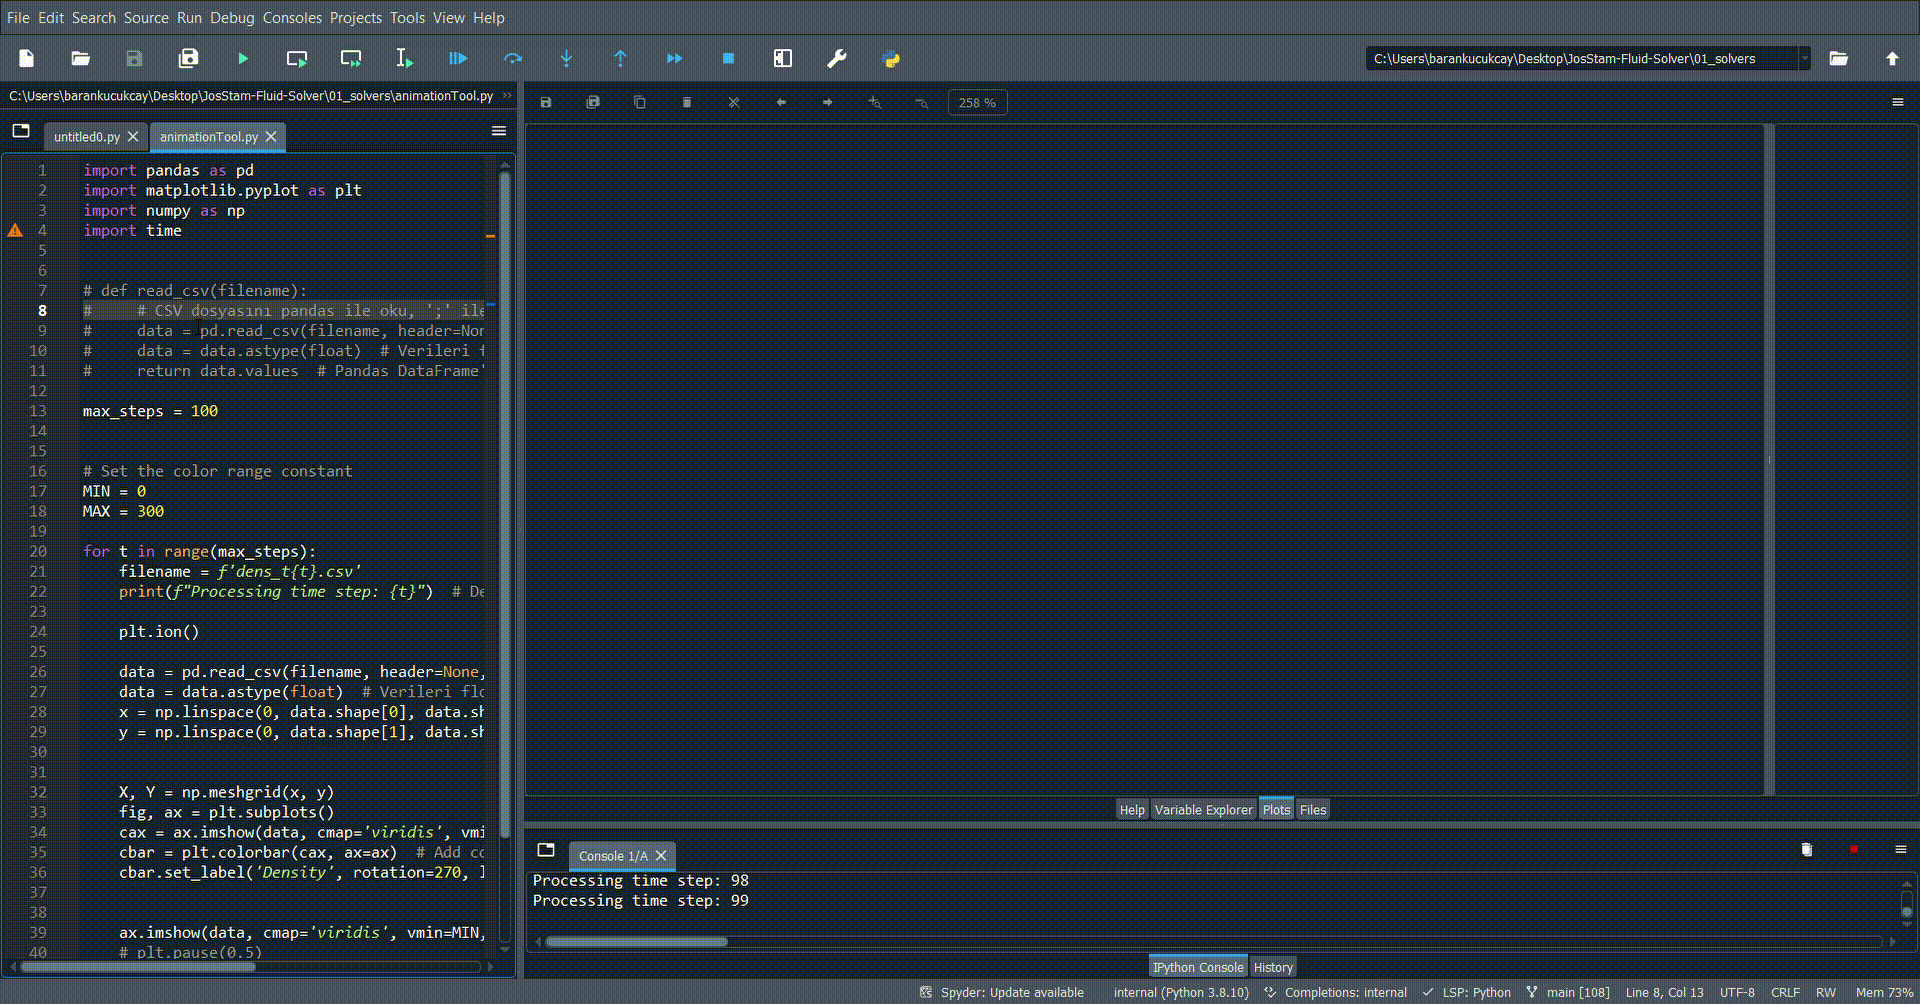 File Edit Search Source Run Debug Consoles Projects Tools View Help
C:\Users\barankucukcay\Desktop\JosStam-Fluid-Solver\01_solvers
C:\Users\barankucukcay\Desktop\JosStam-Fluid-Solver\01_solvers\animationTool.py
258 %
untitled0.py
animationTool.py
1 import pandas as pd
2 import matplotlib.pyplot as plt
3 import numpy as np
4 import time
5
6
7 # def read_csv(filename):
8 #     # CSV dosyasını pandas ile oku, ';' ile
9 #     data = pd.read_csv(filename, header=Non
10 #     data = data.astype(float)  # Verileri f
11 #     return data.values  # Pandas DataFrame'
12
13 max_steps = 100
14
15
16 # Set the color range constant
17 MIN = 0
18 MAX = 300
19
20 for t in range(max_steps):
21     filename = f'dens_t{t}.csv'
22     print(f"Processing time step: {t}")  # De
23
24     plt.ion()
25
26     data = pd.read_csv(filename, header=None,
27     data = data.astype(float)  # Verileri flo
28     x = np.linspace(0, data.shape[0], data.sh
29     y = np.linspace(0, data.shape[1], data.sh
30
31
32     X, Y = np.meshgrid(x, y)
33     fig, ax = plt.subplots()
34     cax = ax.imshow(data, cmap='viridis', vmi
35     cbar = plt.colorbar(cax, ax=ax)  # Add co
36     cbar.set_label('Density', rotation=270, l
37
38
39     ax.imshow(data, cmap='viridis', vmin=MIN,
40     # plt.pause(0.5)
Help Variable Explorer Plots Files
Console 1/A
Processing time step: 98
Processing time step: 99
IPython Console History
Spyder: Update available internal (Python 3.8.10) Completions: internal LSP: Python main [108] Line 8, Col 13 UTF-8 CRLF RW Mem 73%